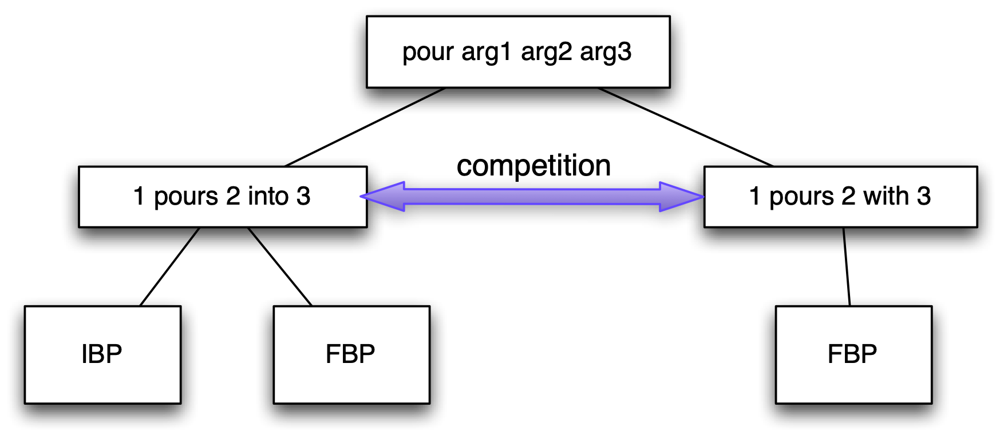 pour arg1 arg2 arg3
competition
1 pours 2 into 3
1 pours 2 with 3
IBP
FBP
FBP